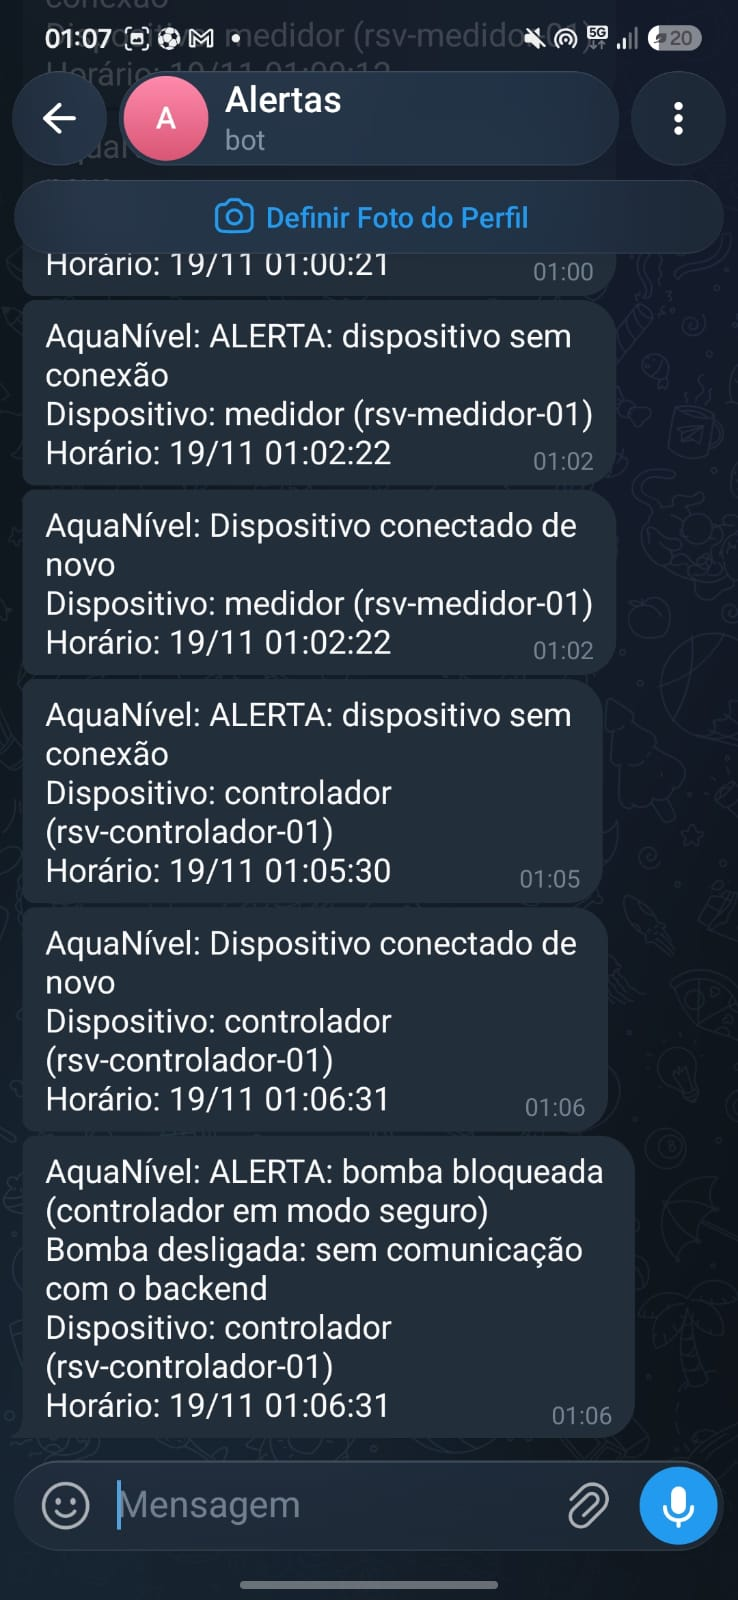 01:07
5G
20
medidor (rsv-medido
A
Alertas
bot
Definir Foto do Perfil
Horário: 19/11 01:00:21
01:00
AquaNível: ALERTA: dispositivo sem
conexão
Dispositivo: medidor (rsv-medidor-01)
Horário: 19/11 01:02:22
01:02
AquaNível: Dispositivo conectado de
novo
Dispositivo: medidor (rsv-medidor-01)
Horário: 19/11 01:02:22
01:02
AquaNível: ALERTA: dispositivo sem
conexão
Dispositivo: controlador
(rsv-controlador-01)
Horário: 19/11 01:05:30
01:05
AquaNível: Dispositivo conectado de
novo
Dispositivo: controlador
(rsv-controlador-01)
Horário: 19/11 01:06:31
01:06
AquaNível: ALERTA: bomba bloqueada
(controlador em modo seguro)
Bomba desligada: sem comunicação
com o backend
Dispositivo: controlador
(rsv-controlador-01)
Horário: 19/11 01:06:31
01:06
Mensagem